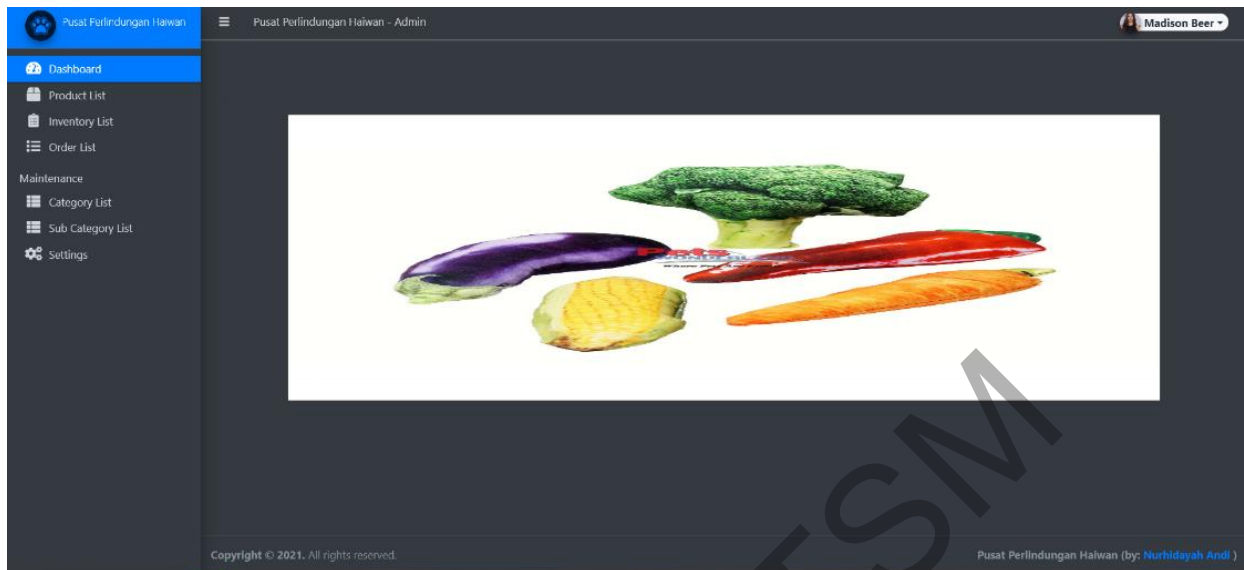 Pusat Perlindungan Haiwan
Pusat Perlindungan Haiwan - Admin
Madison Beer
Dashboard
Product List
Inventory List
Order List
Maintenance
Category List
Sub Category List
Settings
Pets
Copyright © 2021. All rights reserved.
Pusat Perlindungan Haiwan (by: Nurhidayah Andi )